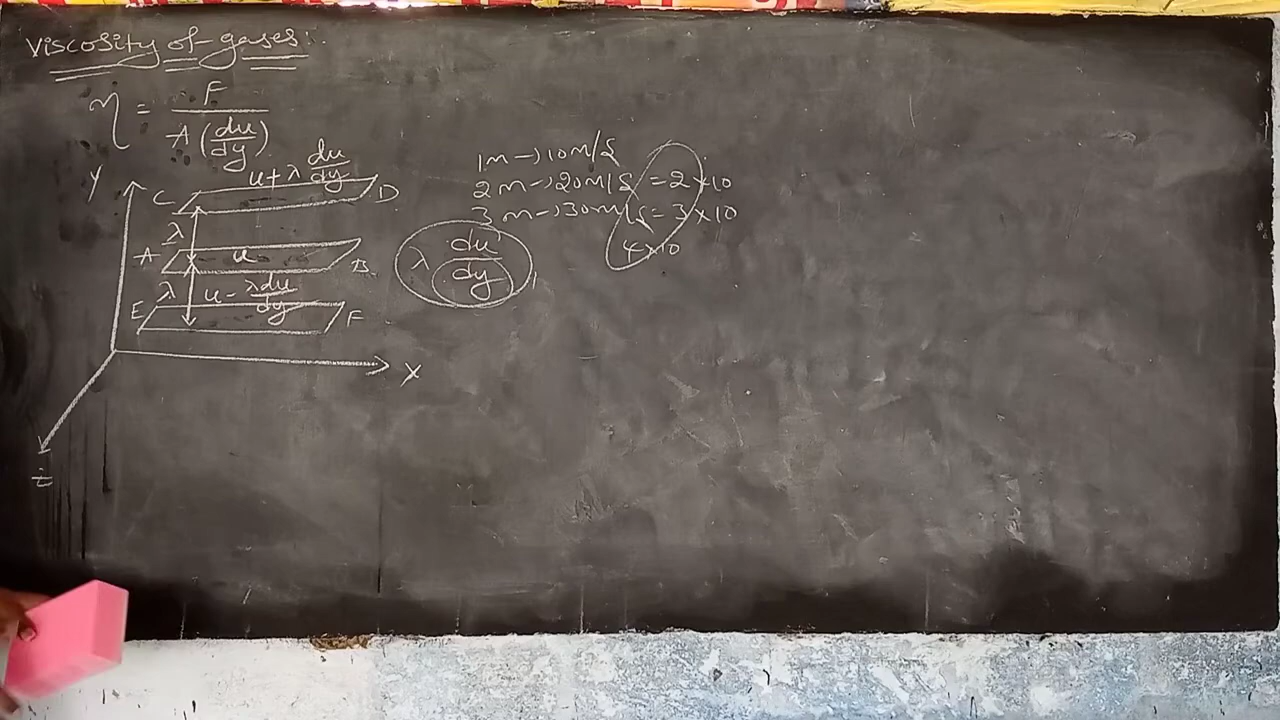 Viscosity of gases:
η = F / A (du/dy)
Y
u + λ du/dy
C D
λ
A u B
λ
E u - λ du/dy F
X
z
1m → 10m/s
2m → 20m/s = 2 × 10
3m → 30m/s = 3 × 10
4 × 10
λ du/dy